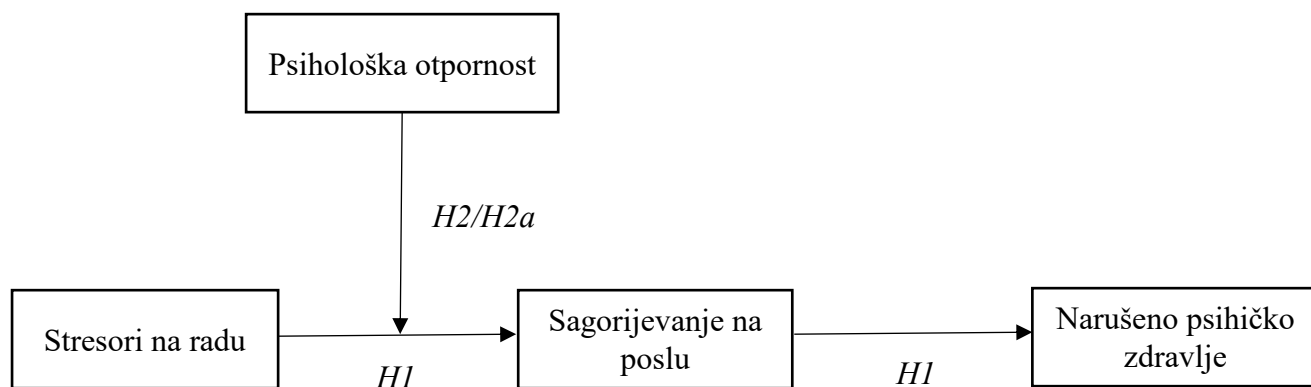 Psihološka otpornost
H2/H2a
Stresori na radu
H1
Sagorijevanje na
poslu
H1
Narušeno psihičko
zdravlje